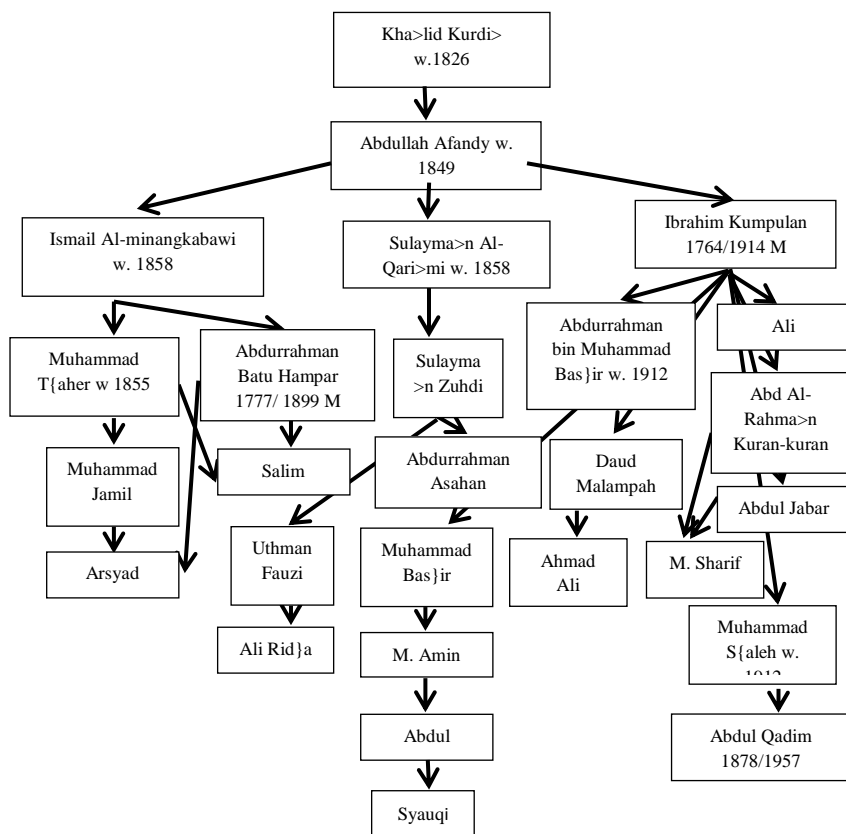 Kha>lid Kurdi>
w.1826
Abdullah Afandy w.
1849
Ismail Al-minangkabawi
w. 1858
Sulayma>n Al-
Qari>mi w. 1858
Ibrahim Kumpulan
1764/1914 M
Muhammad
T{aher w 1855
Abdurrahman
Batu Hampar
1777/ 1899 M
Sulayma
>n Zuhdi
Abdurrahman
bin Muhammad
Bas}ir w. 1912
Ali
Abd Al-
Rahma>n
Kuran-kuran
Muhammad
Jamil
Salim
Abdurrahman
Asahan
Daud
Malampah
Abdul Jabar
Arsyad
Uthman
Fauzi
Muhammad
Bas}ir
Ahmad
Ali
M. Sharif
Ali Rid}a
M. Amin
Muhammad
S{aleh w.
1912
Abdul
Abdul Qadim
1878/1957
Syauqi